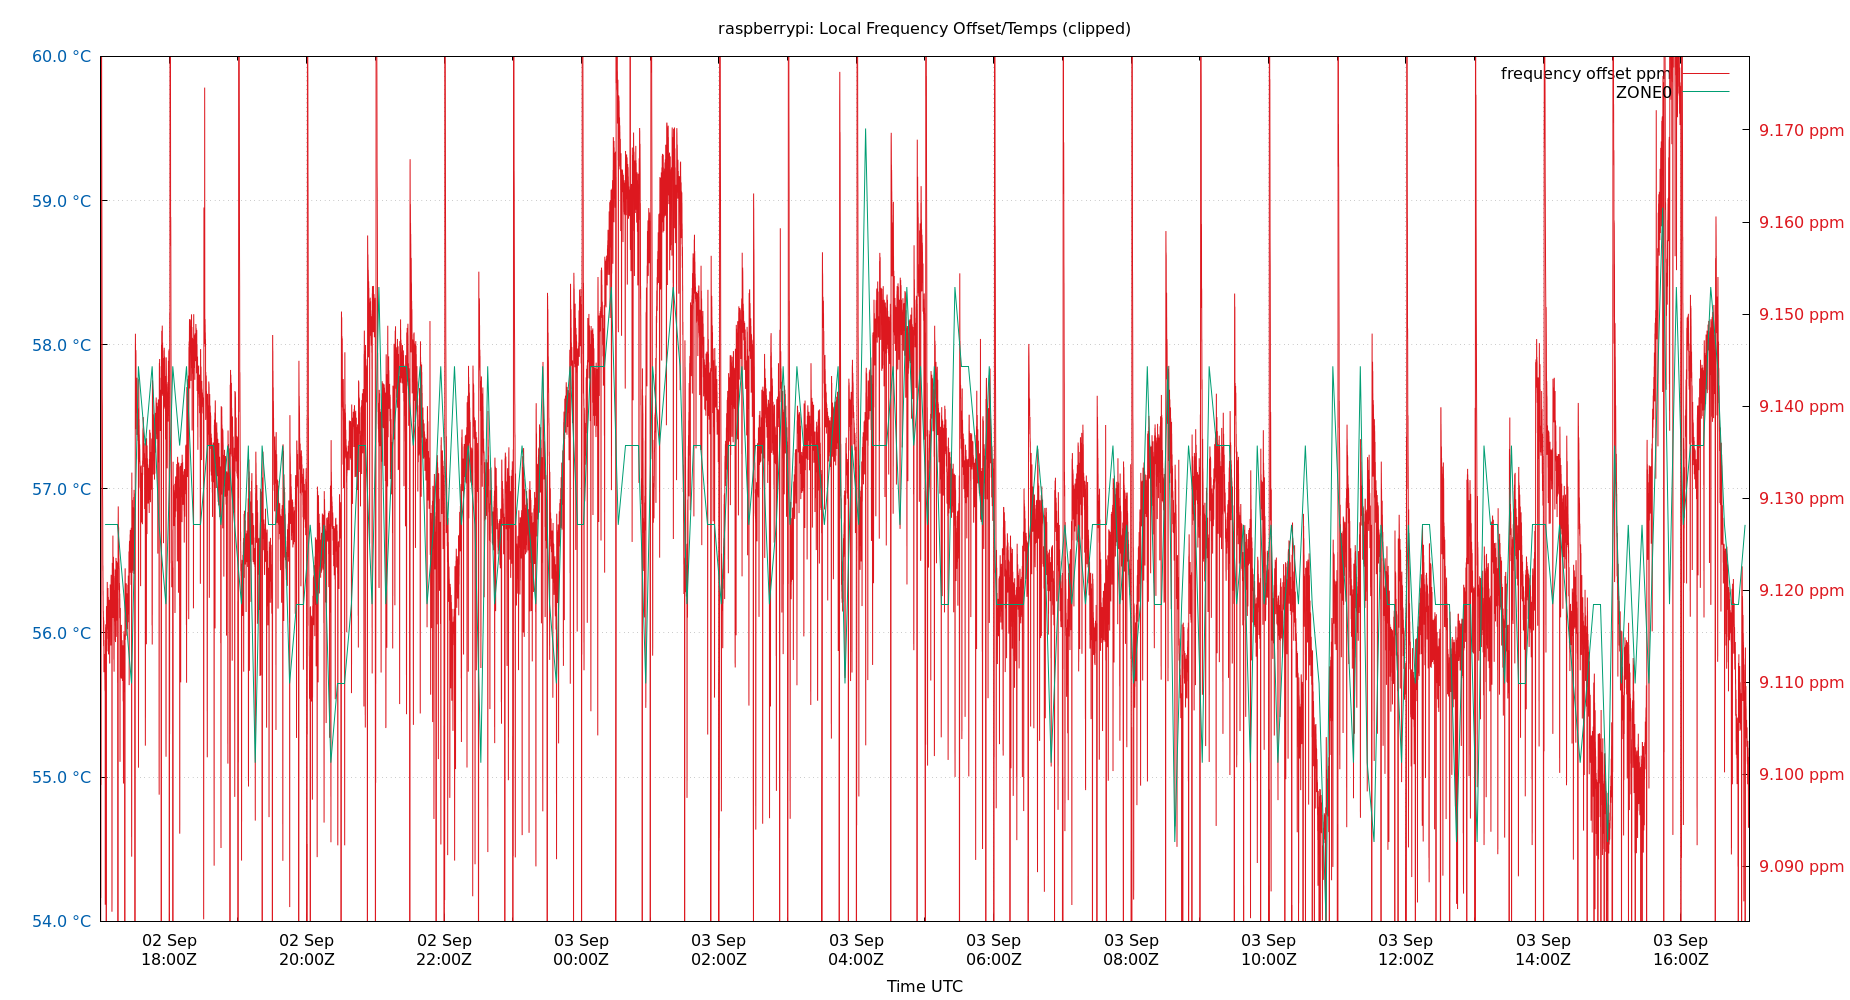 raspberrypi: Local Frequency Offset/Temps (clipped)
60.0 °C
59.0 °C
58.0 °C
57.0 °C
56.0 °C
55.0 °C
54.0 °C
frequency offset ppm
ZONE0
9.170 ppm
9.160 ppm
9.150 ppm
9.140 ppm
9.130 ppm
9.120 ppm
9.110 ppm
9.100 ppm
9.090 ppm
02 Sep
18:00Z
02 Sep
20:00Z
02 Sep
22:00Z
03 Sep
00:00Z
03 Sep
02:00Z
03 Sep
04:00Z
03 Sep
06:00Z
03 Sep
08:00Z
03 Sep
10:00Z
03 Sep
12:00Z
03 Sep
14:00Z
03 Sep
16:00Z
Time UTC